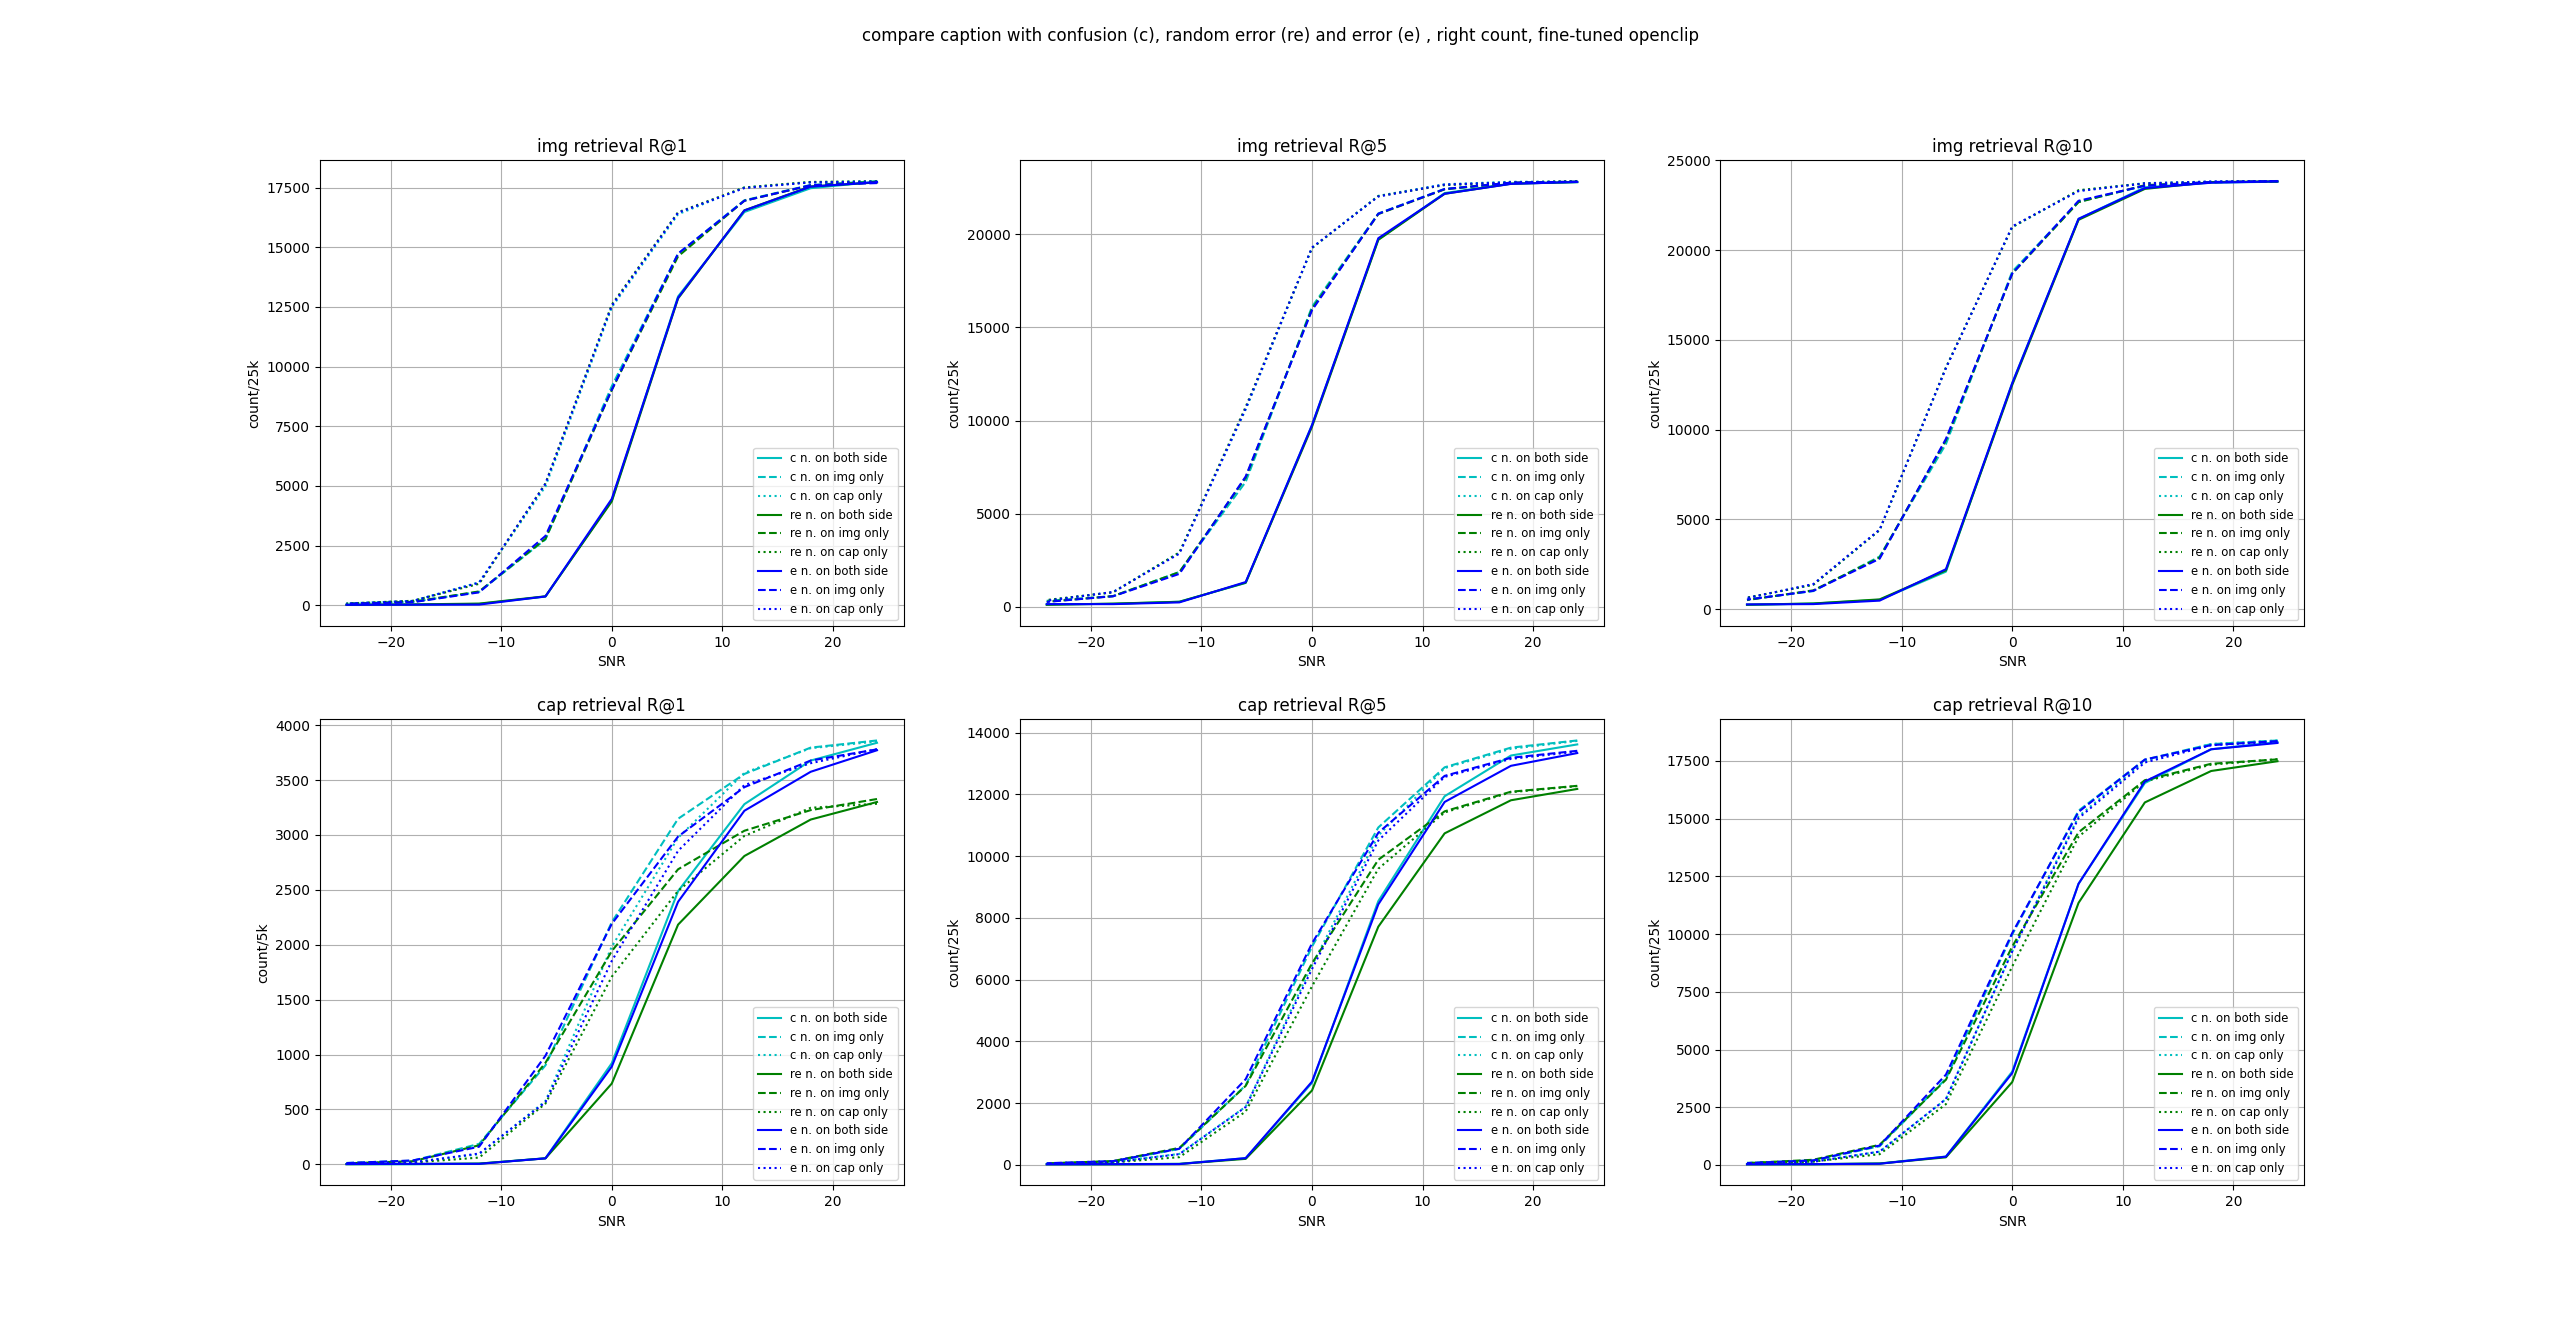 compare caption with confusion (c), random error (re) and error (e) , right count, fine-tuned openclip
img retrieval R@1
17500
15000
12500
10000
7500
5000
2500
0
count/25k
−20 −10 0 10 20
SNR
c n. on both side
c n. on img only
c n. on cap only
re n. on both side
re n. on img only
re n. on cap only
e n. on both side
e n. on img only
e n. on cap only
img retrieval R@5
20000
15000
10000
5000
0
count/25k
−20 −10 0 10 20
SNR
c n. on both side
c n. on img only
c n. on cap only
re n. on both side
re n. on img only
re n. on cap only
e n. on both side
e n. on img only
e n. on cap only
img retrieval R@10
25000
20000
15000
10000
5000
0
count/25k
−20 −10 0 10 20
SNR
c n. on both side
c n. on img only
c n. on cap only
re n. on both side
re n. on img only
re n. on cap only
e n. on both side
e n. on img only
e n. on cap only
cap retrieval R@1
4000
3500
3000
2500
2000
1500
1000
500
0
count/5k
−20 −10 0 10 20
SNR
c n. on both side
c n. on img only
c n. on cap only
re n. on both side
re n. on img only
re n. on cap only
e n. on both side
e n. on img only
e n. on cap only
cap retrieval R@5
14000
12000
10000
8000
6000
4000
2000
0
count/25k
−20 −10 0 10 20
SNR
c n. on both side
c n. on img only
c n. on cap only
re n. on both side
re n. on img only
re n. on cap only
e n. on both side
e n. on img only
e n. on cap only
cap retrieval R@10
17500
15000
12500
10000
7500
5000
2500
0
count/25k
−20 −10 0 10 20
SNR
c n. on both side
c n. on img only
c n. on cap only
re n. on both side
re n. on img only
re n. on cap only
e n. on both side
e n. on img only
e n. on cap only